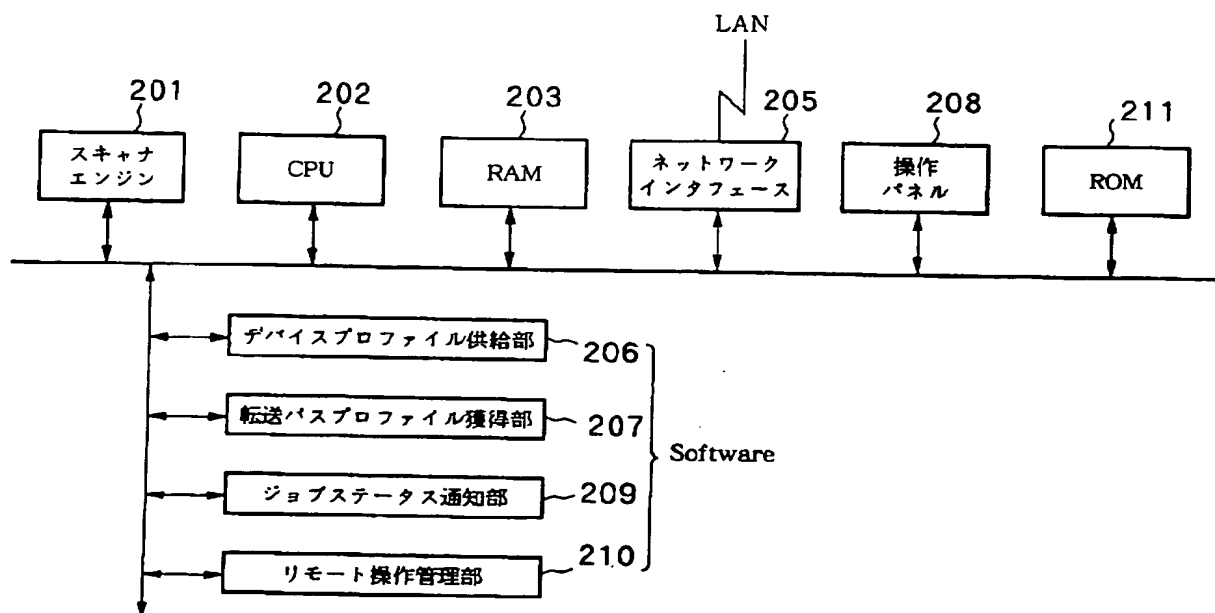 LAN
201
202
203
205
208
211
スキャナ
エンジン
CPU
RAM
ネットワーク
インタフェース
操作
パネル
ROM
デバイスプロファイル供給部
206
転送パスプロファイル獲得部
207
Software
ジョブステータス通知部
209
リモート操作管理部
210